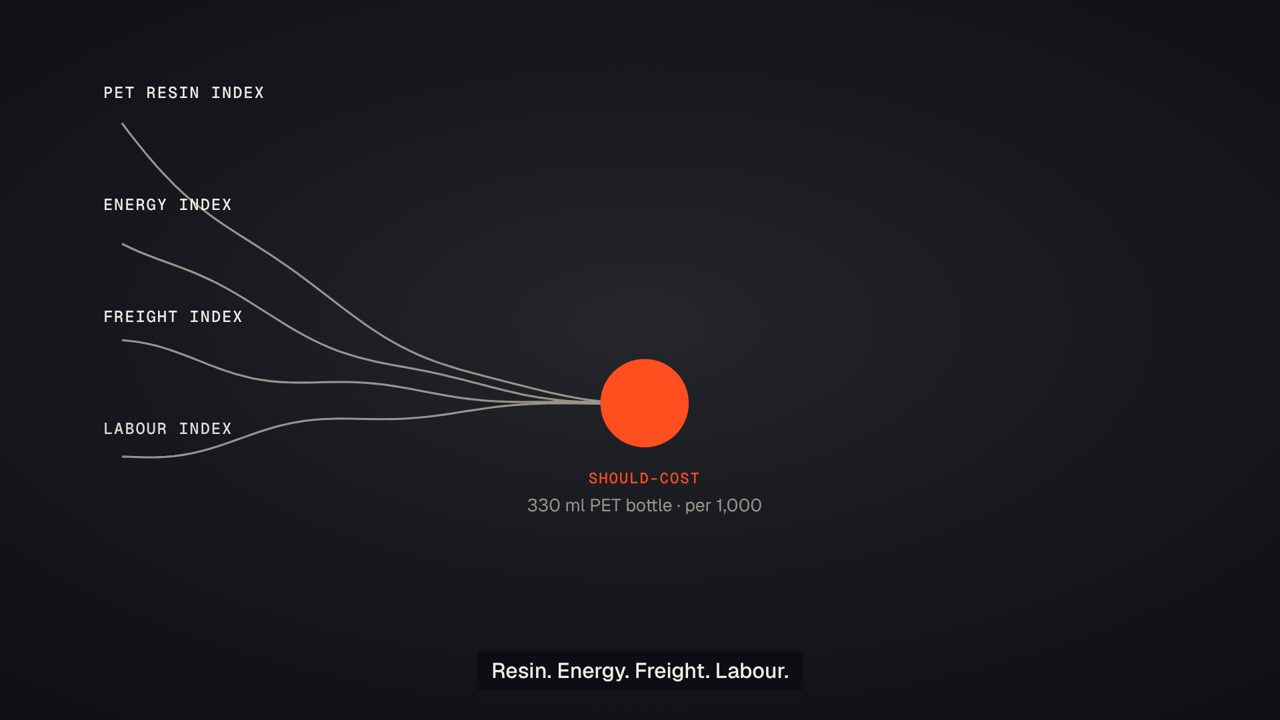 PET RESIN INDEX
ENERGY INDEX
FREIGHT INDEX
LABOUR INDEX
SHOULD-COST
330 ml PET bottle · per 1,000
Resin. Energy. Freight. Labour.